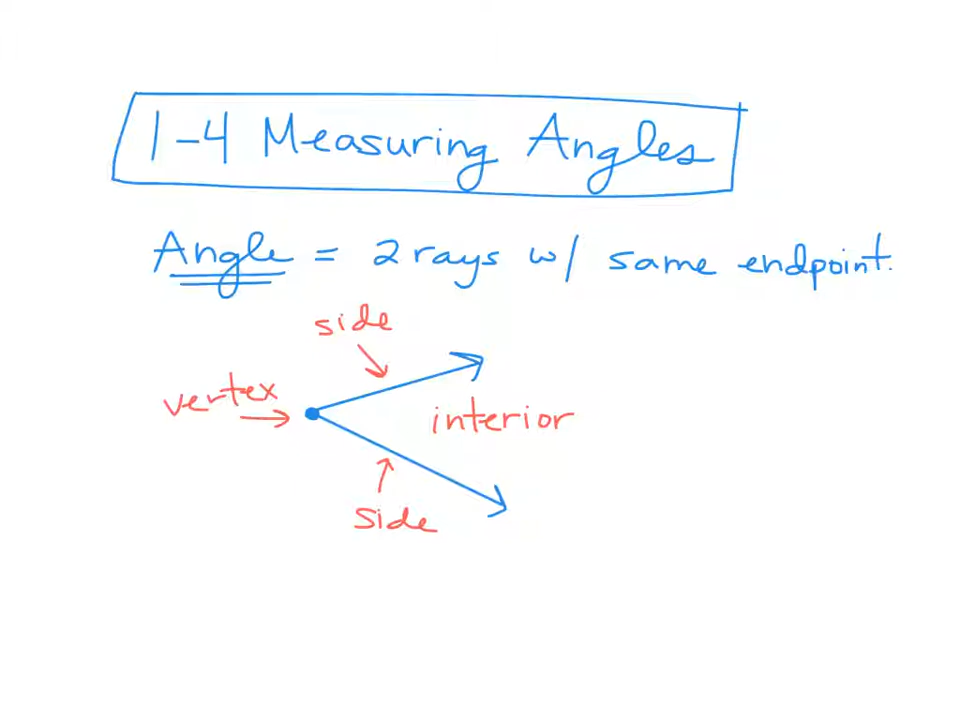 1-4 Measuring Angles
Angle = 2 rays w/ same endpoint.
side
vertex
interior
side